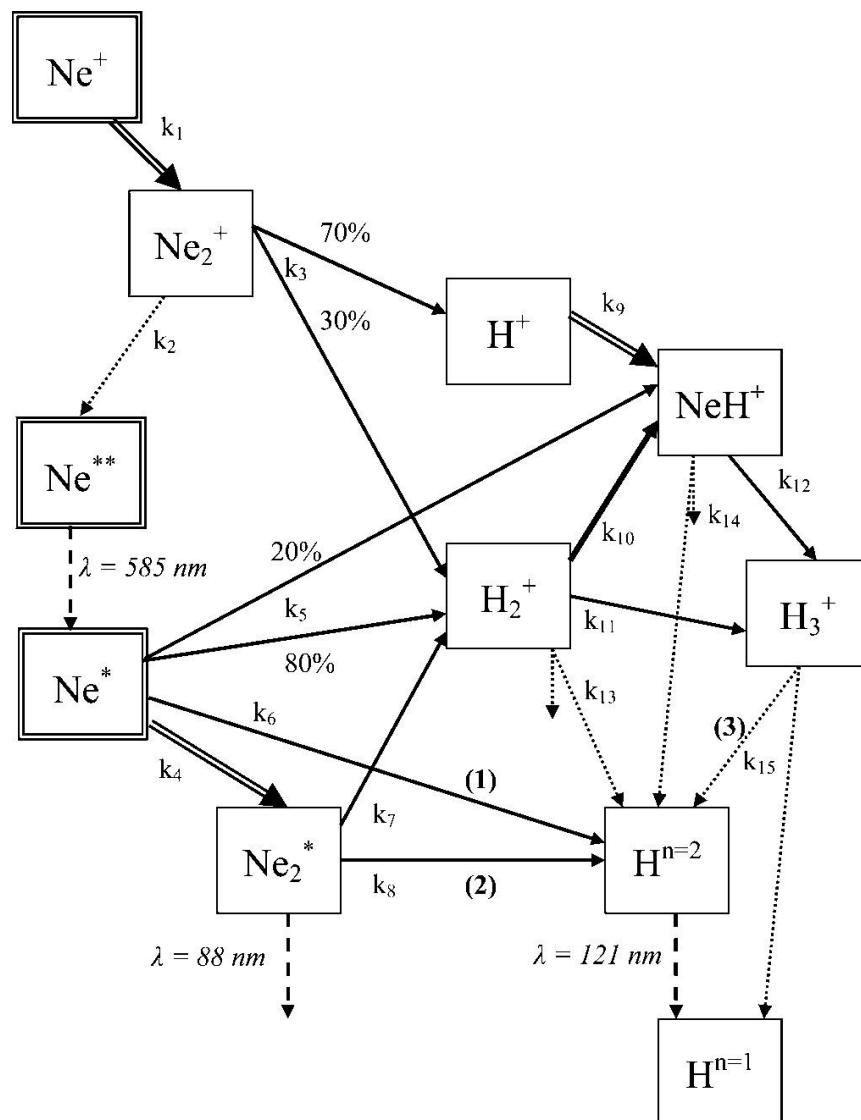 Ne⁺
k₁
Ne₂⁺
70%
k₃
30%
k₂
H⁺
k₉
NeH⁺
Ne**
λ = 585 nm
20%
k₁₀
k₁₄
k₁₂
H₂⁺
k₅
80%
k₁₁
H₃⁺
Ne*
k₆
k₄
(1)
k₁₃
(3)
k₁₅
k₇
Ne₂*
k₈
(2)
Hⁿ⁼²
λ = 88 nm
λ = 121 nm
Hⁿ⁼¹